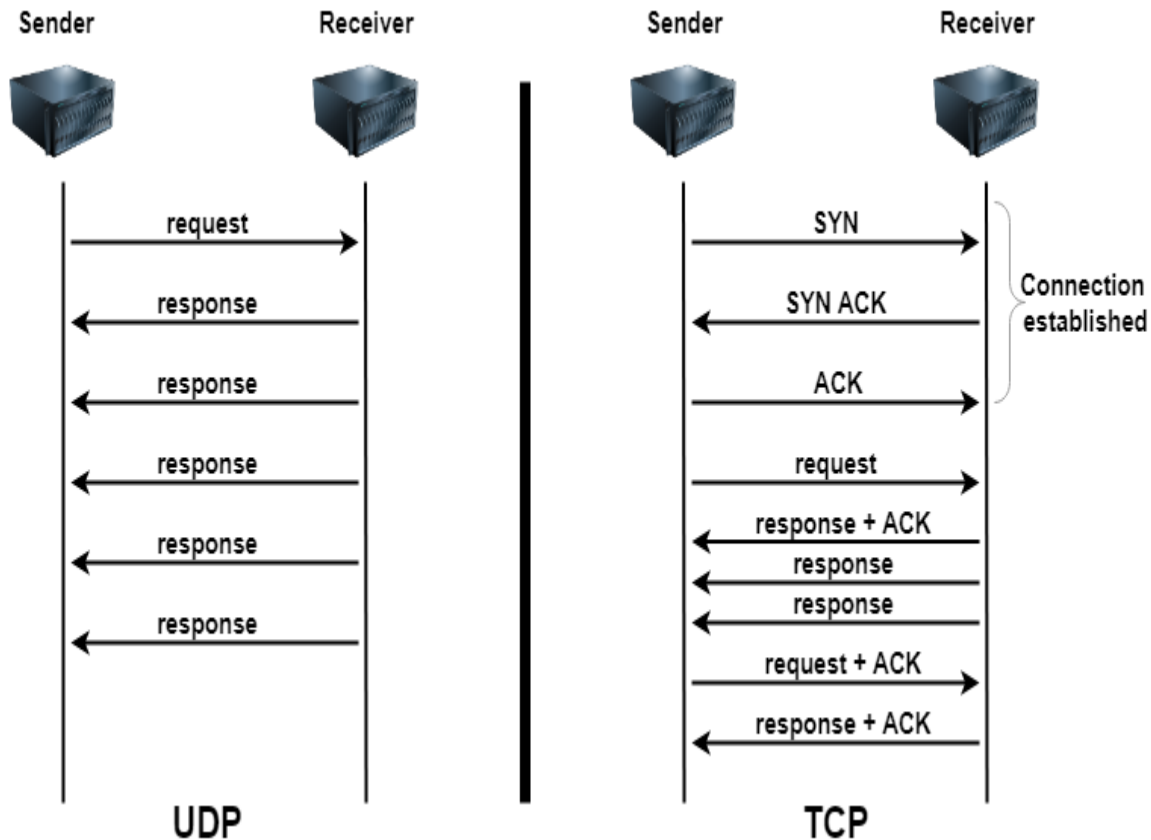 Sender
Receiver
request
response
response
response
response
response
UDP
Sender
Receiver
SYN
SYN ACK
ACK
Connection
established
request
response + ACK
response
response
request + ACK
response + ACK
TCP